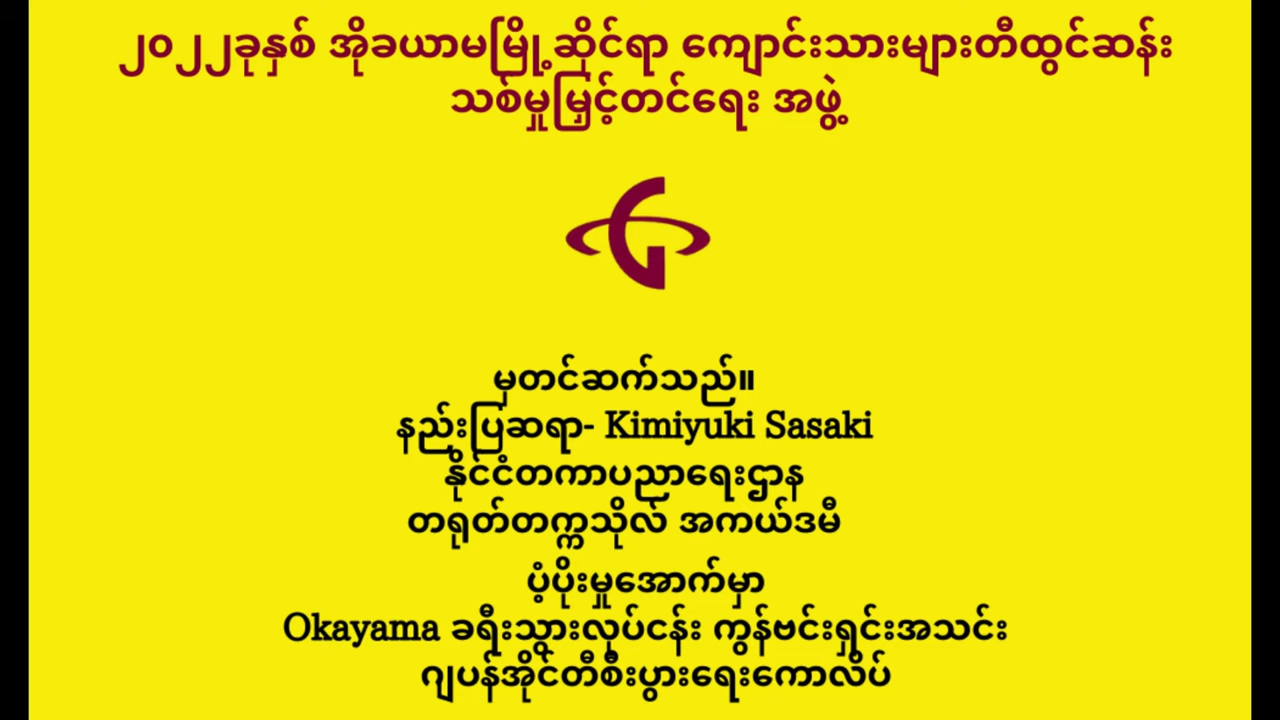 ၂၀၂၂ခုနှစ် အိုခယာမမြို့ဆိုင်ရာ ကျောင်းသားများတီထွင်ဆန်း
သစ်မှုမြှင့်တင်ရေး အဖွဲ့
မှတင်ဆက်သည်။
နည်းပြဆရာ- Kimiyuki Sasaki
နိုင်ငံတကာပညာရေးဌာန
တရုတ်တက္ကသိုလ် အကယ်ဒမီ
ပံ့ပိုးမှုအောက်မှာ
Okayama ခရီးသွားလုပ်ငန်း ကွန်ဗင်းရှင်းအသင်း
ဂျပန်အိုင်တီစီးပွားရေးကောလိပ်